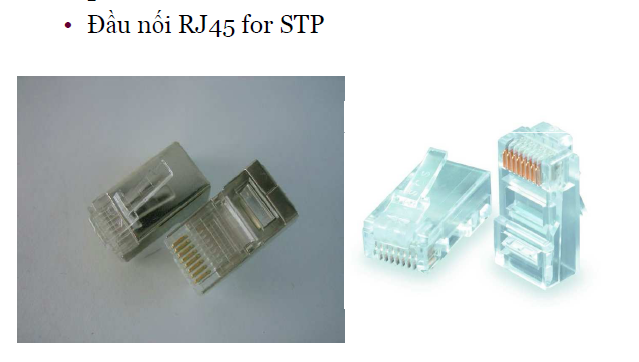 • Đầu nối RJ45 for STP